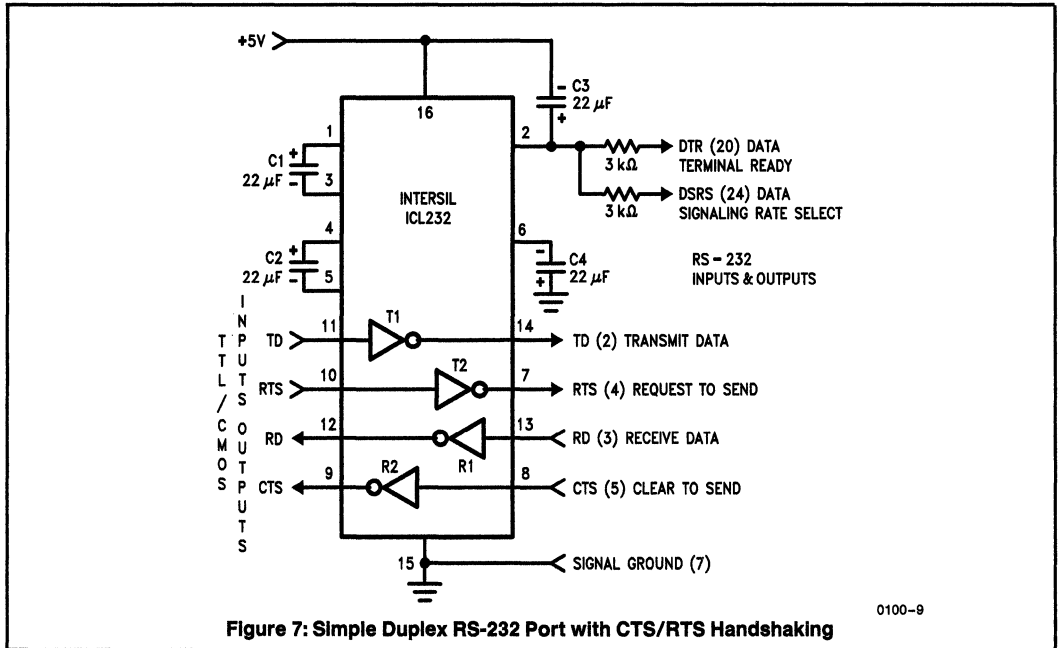 +5V
C3
22 µF
-
+
16
1
2
C1
22 µF
+
-
3
INTERSIL
ICL232
3 kΩ
DTR (20) DATA
TERMINAL READY
3 kΩ
DSRS (24) DATA
SIGNALING RATE SELECT
4
6
C2
22 µF
+
-
5
-
C4
22 µF
+
RS-232
INPUTS & OUTPUTS
TTL/CMOS
INPUTS OUTPUTS
TD
11
T1
14
TD (2) TRANSMIT DATA
RTS
10
T2
7
RTS (4) REQUEST TO SEND
RD
12
R1
13
RD (3) RECEIVE DATA
CTS
9
R2
8
CTS (5) CLEAR TO SEND
15
SIGNAL GROUND (7)
0100-9
Figure 7: Simple Duplex RS-232 Port with CTS/RTS Handshaking